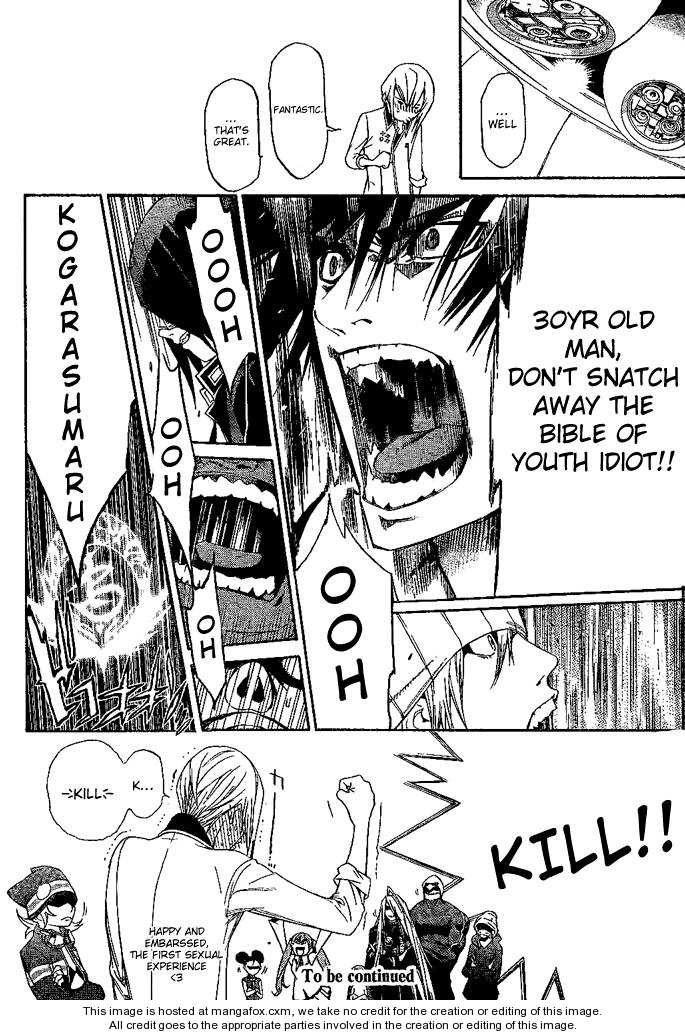 ...
WELL
FANTASTIC.
...
THAT'S
GREAT.
30YR OLD
MAN,
DON'T SNATCH
AWAY THE
BIBLE OF
YOUTH IDIOT!!
OOH
OOOH
OOH
OH
KOGARASUMARU
KILL!!
K...
KILL
HAPPY AND
EMBARSSED,
THE FIRST SEXUAL
EXPERIENCE
<3
To be continued
This image is hosted at mangafox.cxm, we take no credit for the creation or editing of this image.
All credit goes to the appropriate parties involved in the creation or editing of this image.